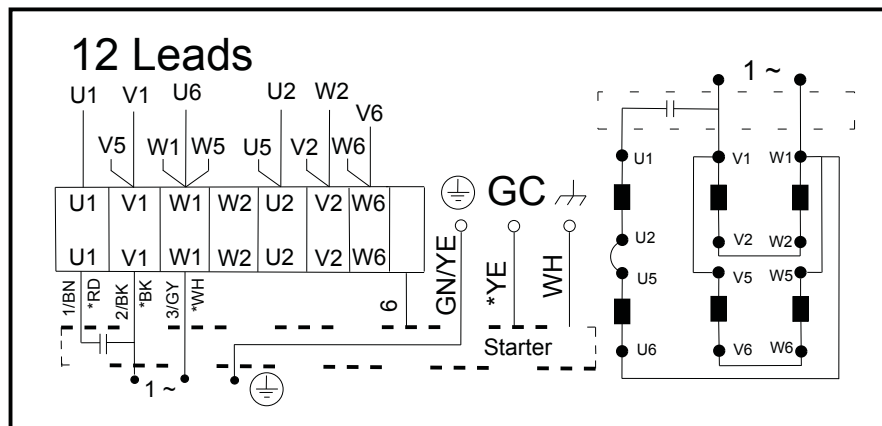 12 Leads
U1 V1 U6 U2 W2 V6
V5 W1 W5 U5 V2 W6
U1 V1 W1 W2 U2 V2 W6
U1 V1 W1 W2 U2 V2 W6
1/BN *RD 2/BK *BK 3/GY *WH 6 GN/YE *YE WH
GC
Starter
1 ~
1 ~
U1 V1 W1
U2 V2 W2
U5 V5 W5
U6 V6 W6